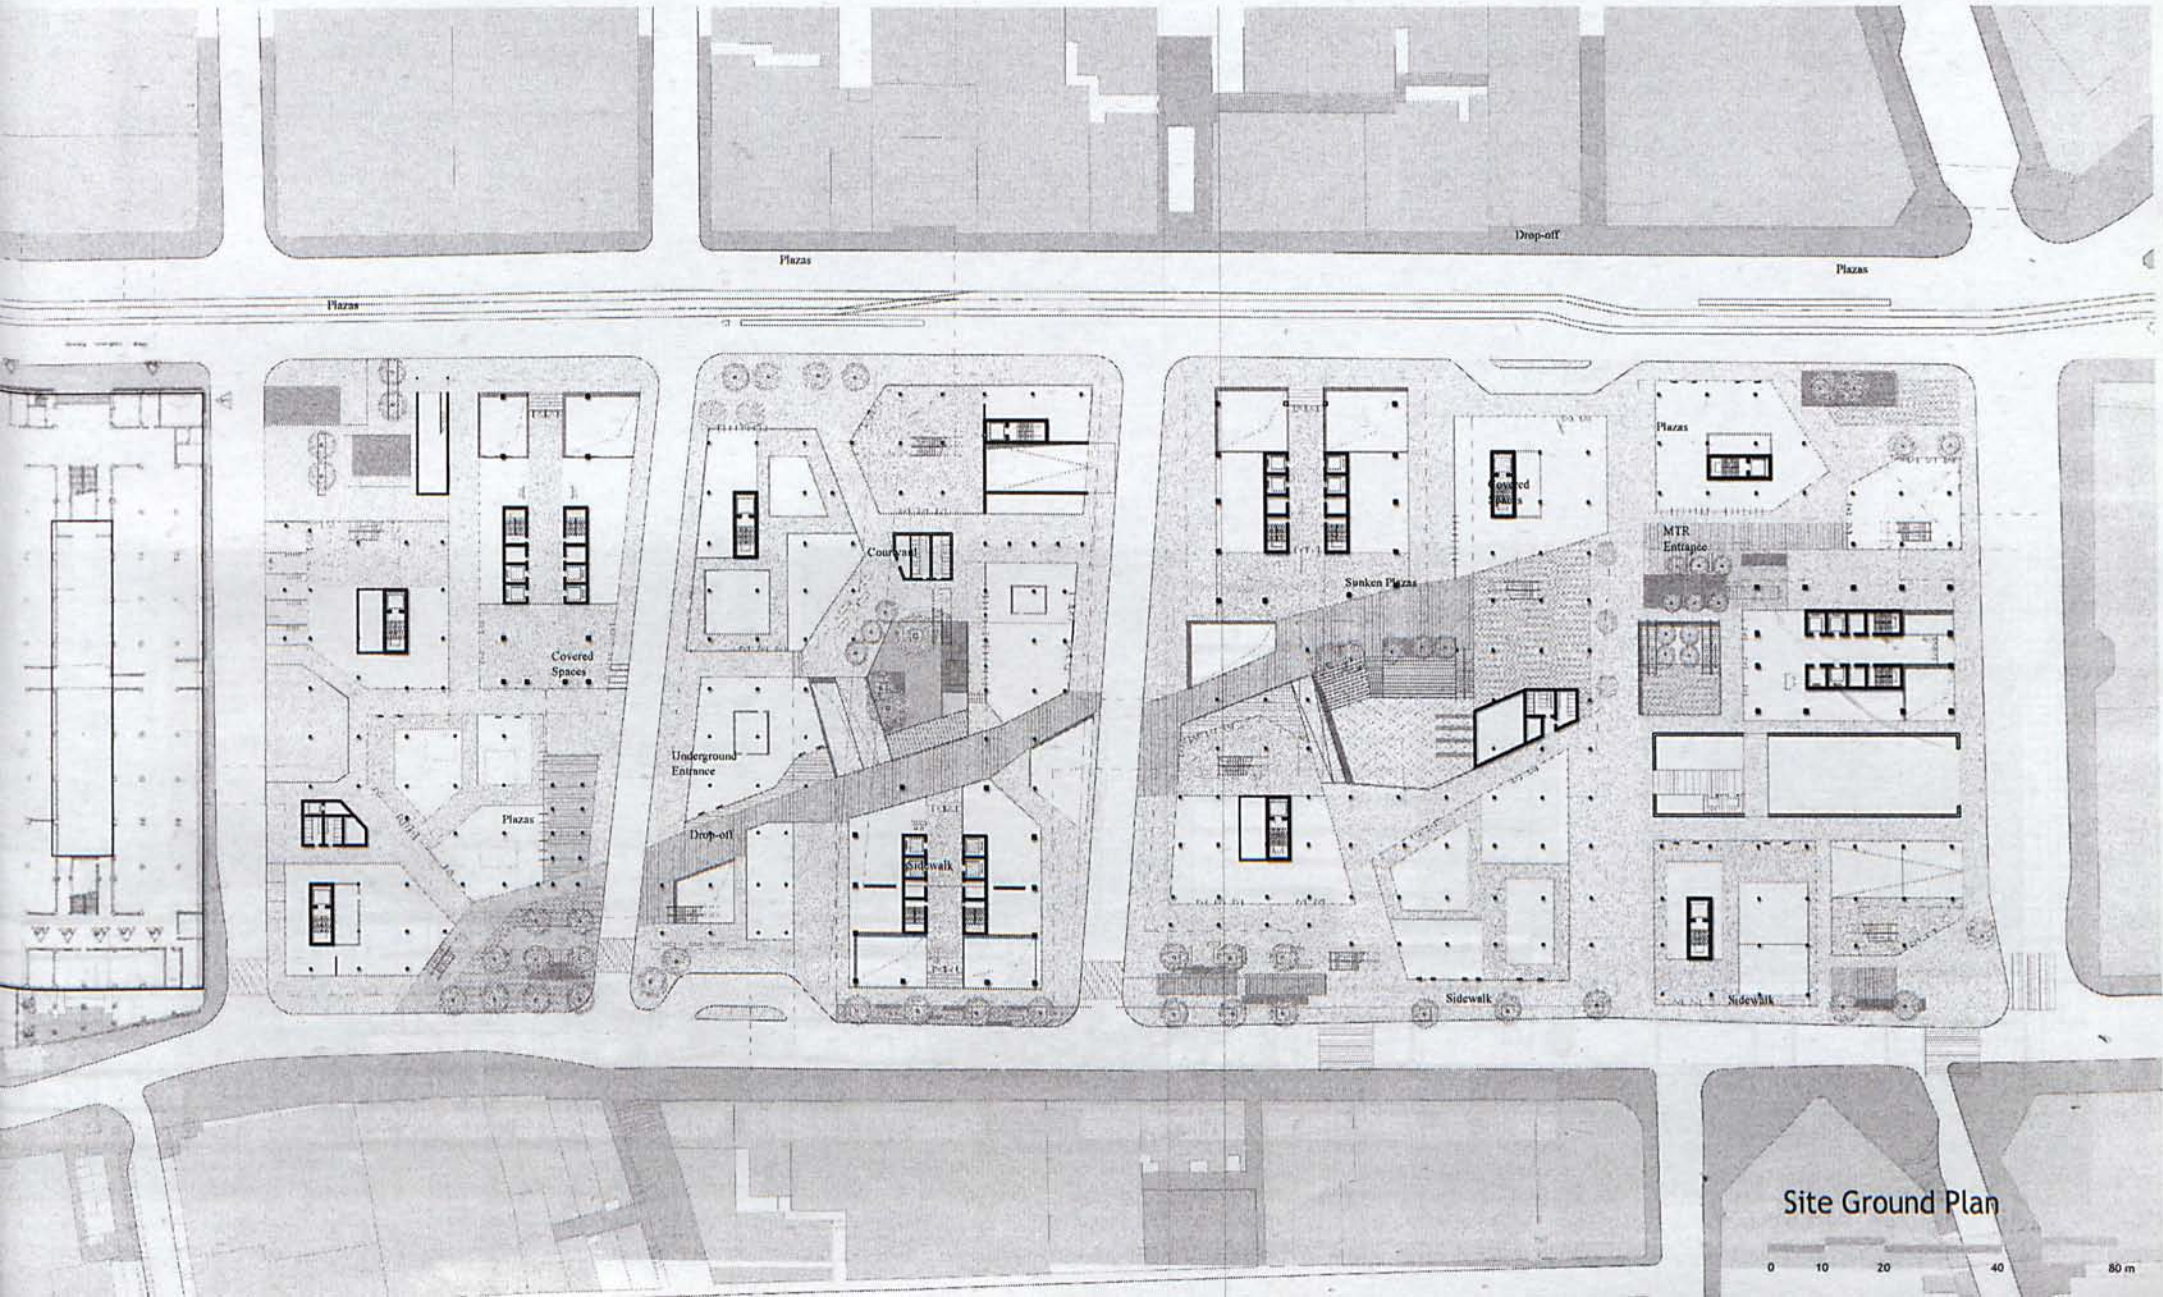 Drop-off
Plazas
Plazas
Plazas
Plazas
Covered
Spaces
MTR
Entrance
Courtyard
Sunken Plazas
Covered
Spaces
Underground
Entrance
Plazas
Drop-off
Sidewalk
Sidewalk
Sidewalk
Site Ground Plan
0 10 20 40 80 m